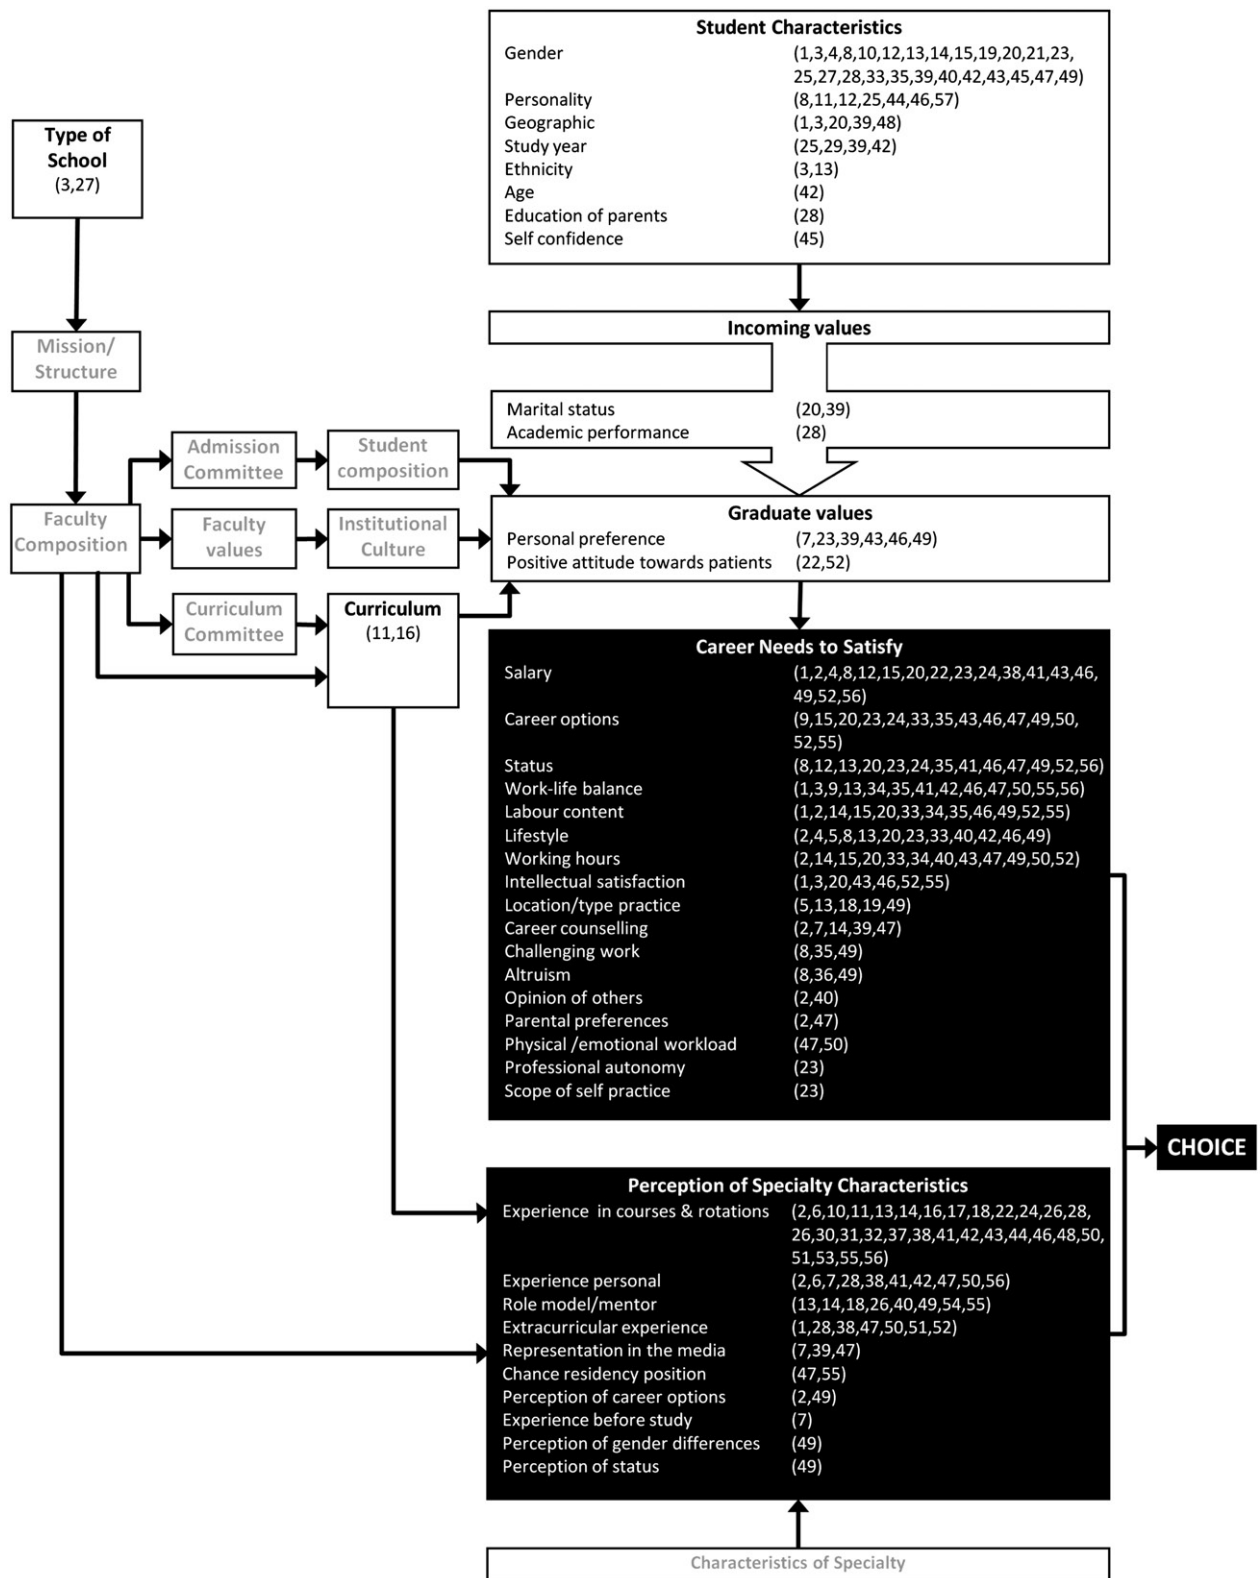 Student Characteristics
Gender (1,3,4,8,10,12,13,14,15,19,20,21,23,
25,27,28,33,35,39,40,42,43,45,47,49)
Personality (8,11,12,25,44,46,57)
Geographic (1,3,20,39,48)
Study year (25,29,39,42)
Ethnicity (3,13)
Age (42)
Education of parents (28)
Self confidence (45)
Type of
School
(3,27)
Mission/
Structure
Incoming values
Marital status (20,39)
Academic performance (28)
Admission
Committee
Student
composition
Faculty
Composition
Faculty
values
Institutional
Culture
Curriculum
Committee
Curriculum
(11,16)
Graduate values
Personal preference (7,23,39,43,46,49)
Positive attitude towards patients (22,52)
Career Needs to Satisfy
Salary (1,2,4,8,12,15,20,22,23,24,38,41,43,46,
49,52,56)
Career options (9,15,20,23,24,33,35,43,46,47,49,50,
52,55)
Status (8,12,13,20,23,24,35,41,46,47,49,52,56)
Work-life balance (1,3,9,13,34,35,41,42,46,47,50,55,56)
Labour content (1,2,14,15,20,33,34,35,46,49,52,55)
Lifestyle (2,4,5,8,13,20,23,33,40,42,46,49)
Working hours (2,14,15,20,33,34,40,43,47,49,50,52)
Intellectual satisfaction (1,3,20,43,46,52,55)
Location/type practice (5,13,18,19,49)
Career counselling (2,7,14,39,47)
Challenging work (8,35,49)
Altruism (8,36,49)
Opinion of others (2,40)
Parental preferences (2,47)
Physical /emotional workload (47,50)
Professional autonomy (23)
Scope of self practice (23)
CHOICE
Perception of Specialty Characteristics
Experience in courses & rotations (2,6,10,11,13,14,16,17,18,22,24,26,28,
26,30,31,32,37,38,41,42,43,44,46,48,50,
51,53,55,56)
Experience personal (2,6,7,28,38,41,42,47,50,56)
Role model/mentor (13,14,18,26,40,49,54,55)
Extracurricular experience (1,28,38,47,50,51,52)
Representation in the media (7,39,47)
Chance residency position (47,55)
Perception of career options (2,49)
Experience before study (7)
Perception of gender differences (49)
Perception of status (49)
Characteristics of Specialty